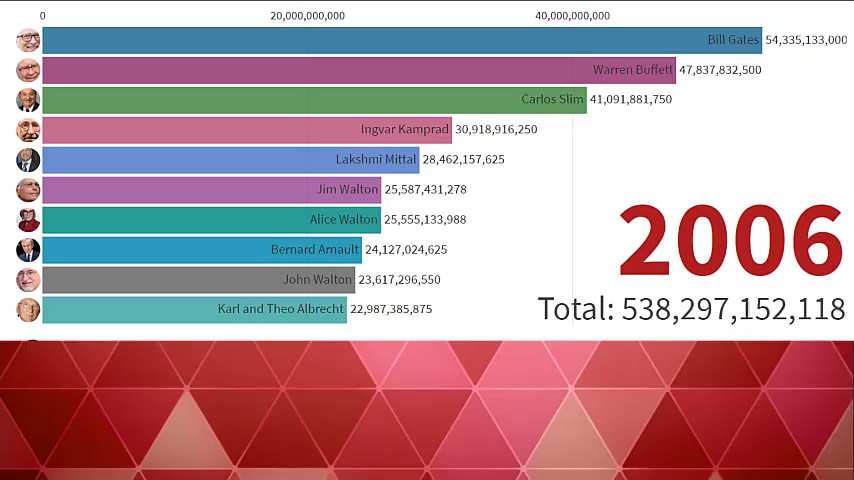 0 20,000,000,000 40,000,000,000
Bill Gates 54,335,133,000
Warren Buffett 47,837,832,500
Carlos Slim 41,091,881,750
Ingvar Kamprad 30,918,916,250
Lakshmi Mittal 28,462,157,625
Jim Walton 25,587,431,278
Alice Walton 25,555,133,988
Bernard Arnault 24,127,024,625
John Walton 23,617,296,550
Karl and Theo Albrecht 22,987,385,875
2006
Total: 538,297,152,118